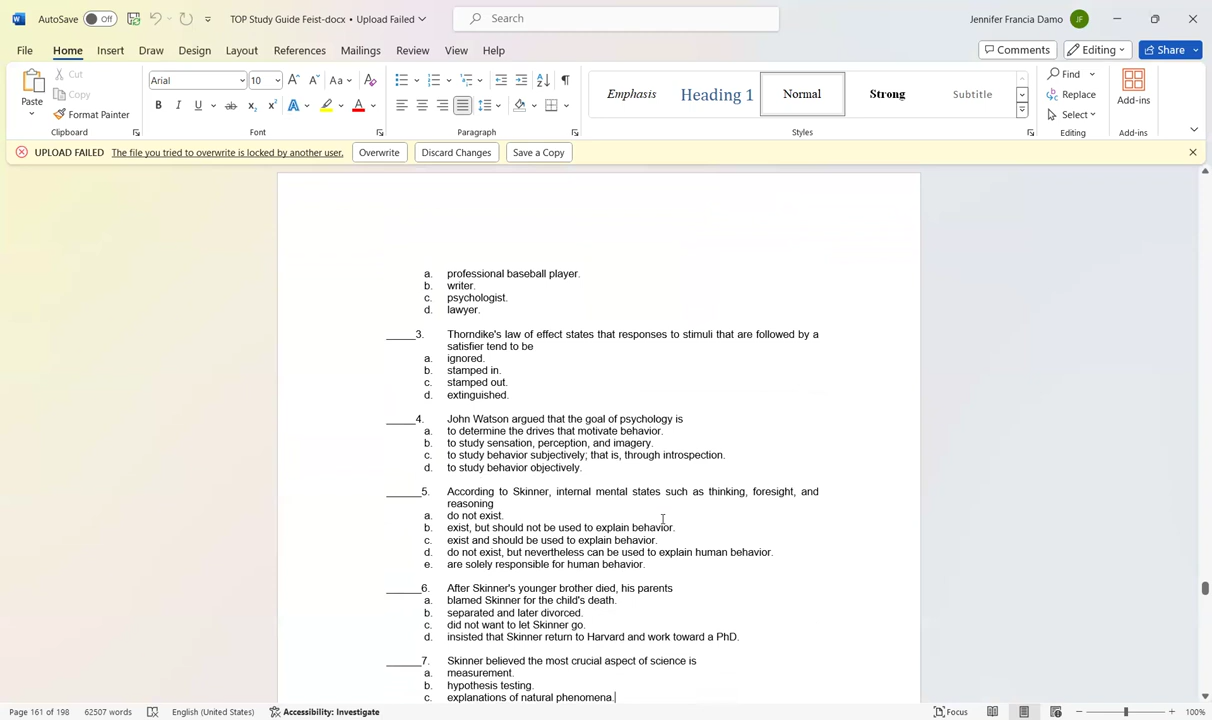 AutoSave Off TOP Study Guide Feist-docx • Upload Failed Search Jennifer Francia Damo JF
File Home Insert Draw Design Layout References Mailings Review View Help Comments Editing Share
Paste Cut Copy Format Painter Clipboard
Arial 10 Font
Paragraph
Emphasis Heading 1 Normal Strong Subtitle Styles
Find Replace Select Editing
Add-ins Add-ins
UPLOAD FAILED The file you tried to overwrite is locked by another user. Overwrite Discard Changes Save a Copy
a. professional baseball player.
b. writer.
c. psychologist.
d. lawyer.
______3. Thorndike's law of effect states that responses to stimuli that are followed by a
satisfier tend to be
a. ignored.
b. stamped in.
c. stamped out.
d. extinguished.
______4. John Watson argued that the goal of psychology is
a. to determine the drives that motivate behavior.
b. to study sensation, perception, and imagery.
c. to study behavior subjectively; that is, through introspection.
d. to study behavior objectively.
_______5. According to Skinner, internal mental states such as thinking, foresight, and
reasoning
a. do not exist.
b. exist, but should not be used to explain behavior.
c. exist and should be used to explain behavior.
d. do not exist, but nevertheless can be used to explain human behavior.
e. are solely responsible for human behavior.
_______6. After Skinner's younger brother died, his parents
a. blamed Skinner for the child's death.
b. separated and later divorced.
c. did not want to let Skinner go.
d. insisted that Skinner return to Harvard and work toward a PhD.
_______7. Skinner believed the most crucial aspect of science is
a. measurement.
b. hypothesis testing.
c. explanations of natural phenomena.
Page 161 of 198 62507 words English (United States) Accessibility: Investigate Focus 100%